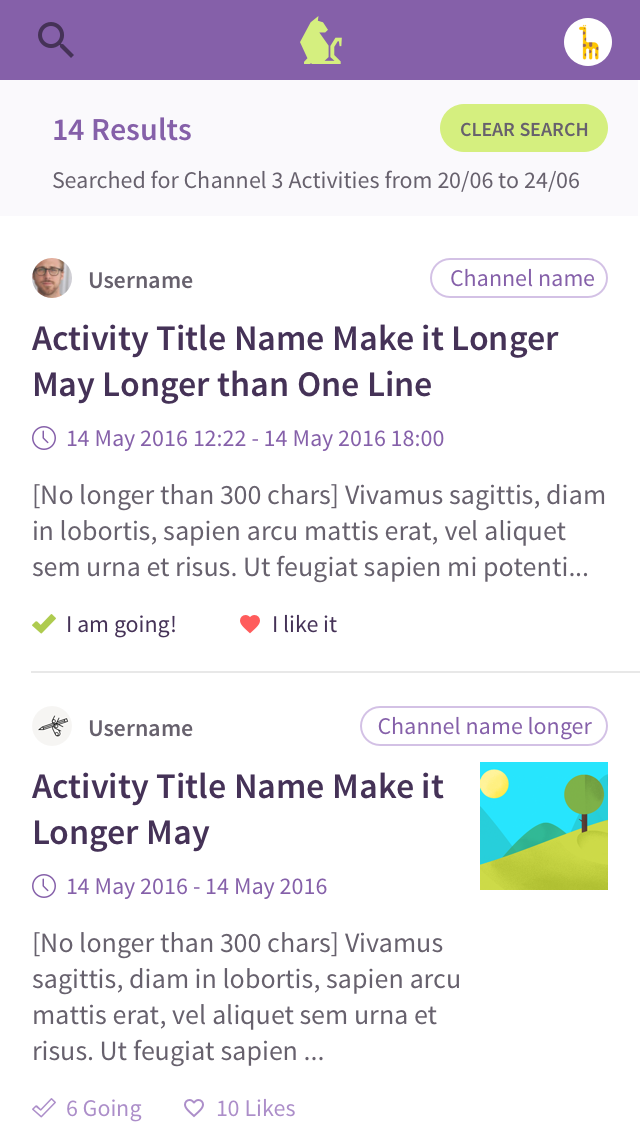 14 Results
CLEAR SEARCH
Searched for Channel 3 Activities from 20/06 to 24/06
Username
Channel name
Activity Title Name Make it Longer
May Longer than One Line
14 May 2016 12:22 - 14 May 2016 18:00
[No longer than 300 chars] Vivamus sagittis, diam
in lobortis, sapien arcu mattis erat, vel aliquet
sem urna et risus. Ut feugiat sapien mi potenti...
I am going!
I like it
Username
Channel name longer
Activity Title Name Make it
Longer May
14 May 2016 - 14 May 2016
[No longer than 300 chars] Vivamus
sagittis, diam in lobortis, sapien arcu
mattis erat, vel aliquet sem urna et
risus. Ut feugiat sapien ...
6 Going
10 Likes